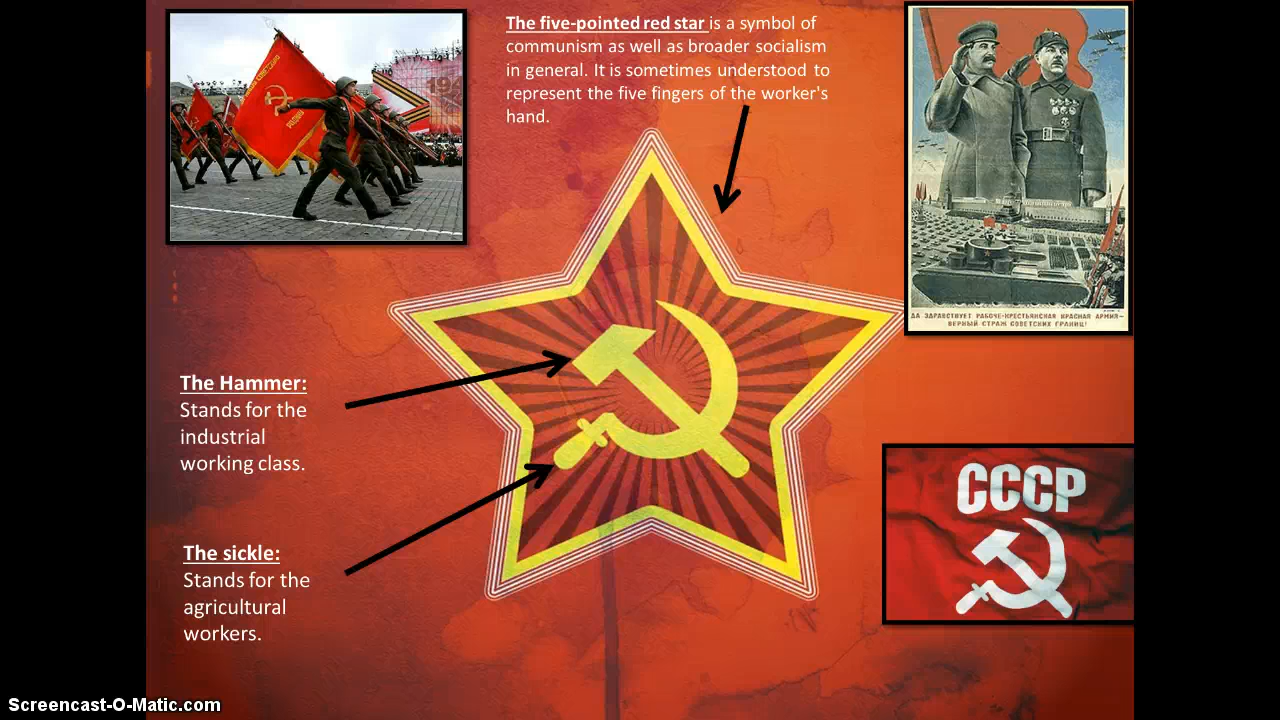 The five-pointed red star is a symbol of
communism as well as broader socialism
in general. It is sometimes understood to
represent the five fingers of the worker's
hand.
ДА ЗДРАВСТВУЕТ РАБОЧЕ-КРЕСТЬЯНСКАЯ КРАСНАЯ АРМИЯ—
ВЕРНЫЙ СТРАЖ СОВЕТСКИХ ГРАНИЦ!
The Hammer:
Stands for the
industrial
working class.
СССР
The sickle:
Stands for the
agricultural
workers.
Screencast-O-Matic.com